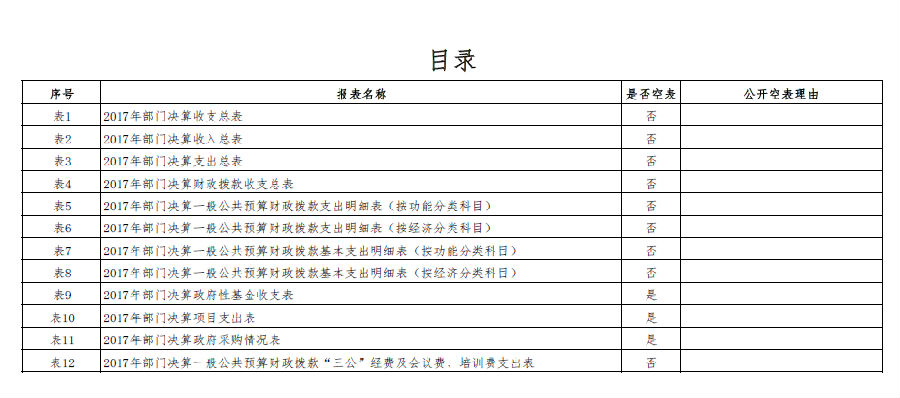 目录
序号 报表名称 是否空表 公开空表理由
表1 2017年部门决算收支总表 否
表2 2017年部门决算收入总表 否
表3 2017年部门决算支出总表 否
表4 2017年部门决算财政拨款收支总表 否
表5 2017年部门决算一般公共预算财政拨款支出明细表（按功能分类科目） 否
表6 2017年部门决算一般公共预算财政拨款支出明细表（按经济分类科目） 否
表7 2017年部门决算一般公共预算财政拨款基本支出明细表（按功能分类科目） 否
表8 2017年部门决算一般公共预算财政拨款基本支出明细表（按经济分类科目） 否
表9 2017年部门决算政府性基金收支表 是
表10 2017年部门决算项目支出表 是
表11 2017年部门决算政府采购情况表 是
表12 2017年部门决算一般公共预算财政拨款“三公”经费及会议费、培训费支出表 否